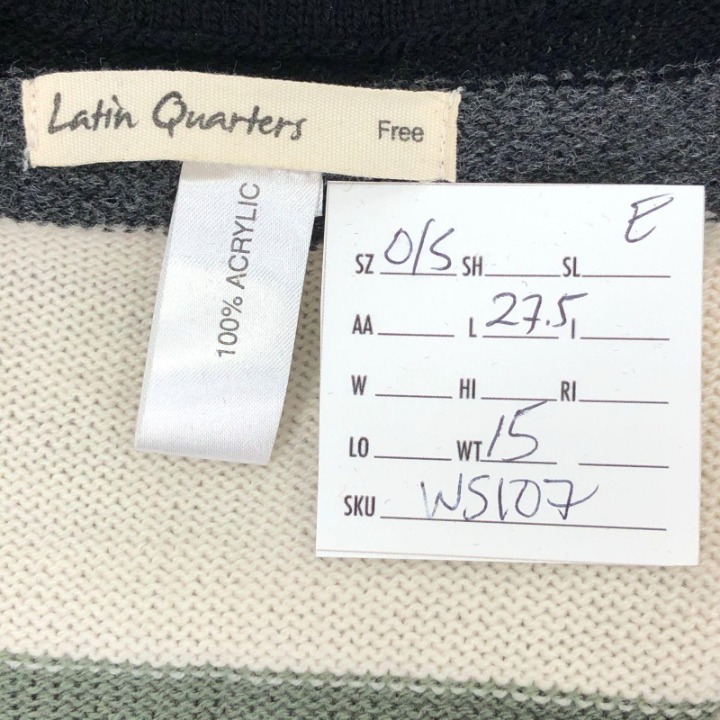 Latin Quarters Free
100% ACRYLIC
E
SZ O/S SH SL
AA L 27.5 I
W HI RI
LO WT 15
SKU WS107